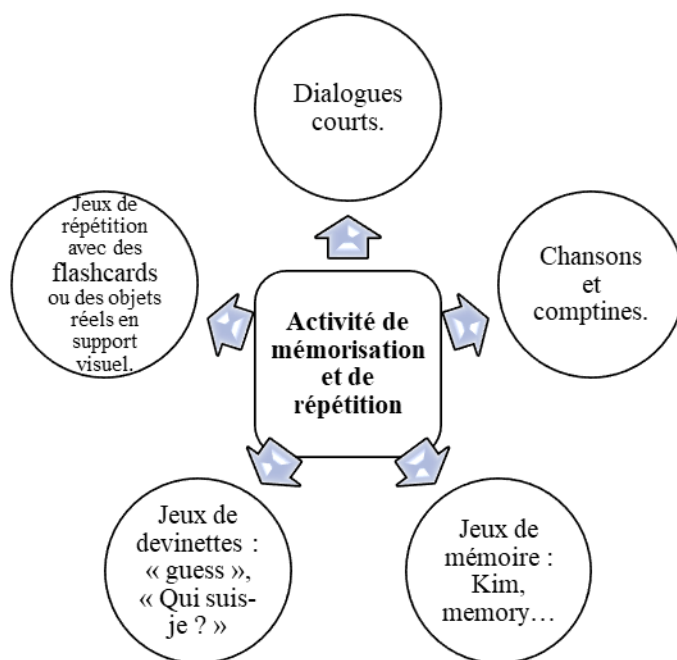 Dialogues
courts.
Jeux de
répétition
avec des
flashcards
ou des objets
réels en
support
visuel.
Chansons
et
comptines.
Activité de
mémorisation
et de
répétition
Jeux de
devinettes :
« guess »,
« Qui suis-
je ? »
Jeux de
mémoire :
Kim,
memory…